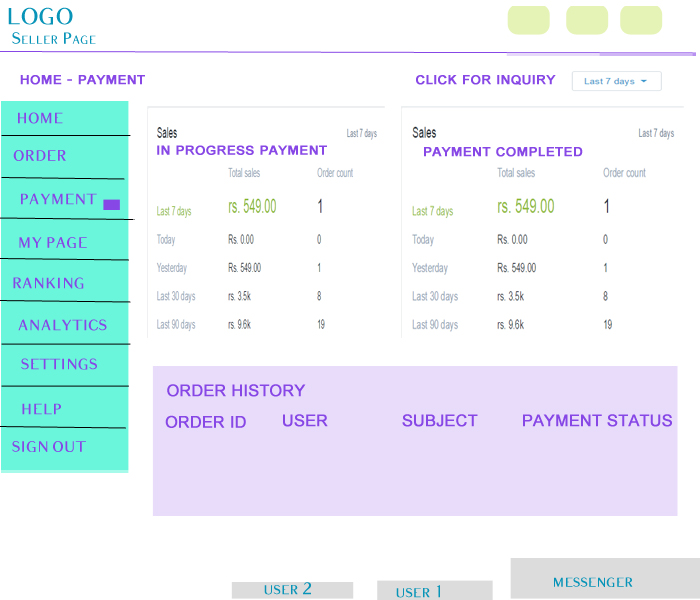 LOGO
SELLER PAGE
HOME - PAYMENT
CLICK FOR INQUIRY
Last 7 days
HOME
ORDER
PAYMENT
MY PAGE
RANKING
ANALYTICS
SETTINGS
HELP
SIGN OUT
Sales Last 7 days
IN PROGRESS PAYMENT
Total sales Order count
Last 7 days rs. 549.00 1
Today Rs. 0.00 0
Yesterday Rs. 549.00 1
Last 30 days rs. 3.5k 8
Last 90 days rs. 9.6k 19
Sales Last 7 days
PAYMENT COMPLETED
Total sales Order count
Last 7 days rs. 549.00 1
Today Rs. 0.00 0
Yesterday Rs. 549.00 1
Last 30 days rs. 3.5k 8
Last 90 days rs. 9.6k 19
ORDER HISTORY
ORDER ID USER SUBJECT PAYMENT STATUS
USER 2 USER 1 MESSENGER